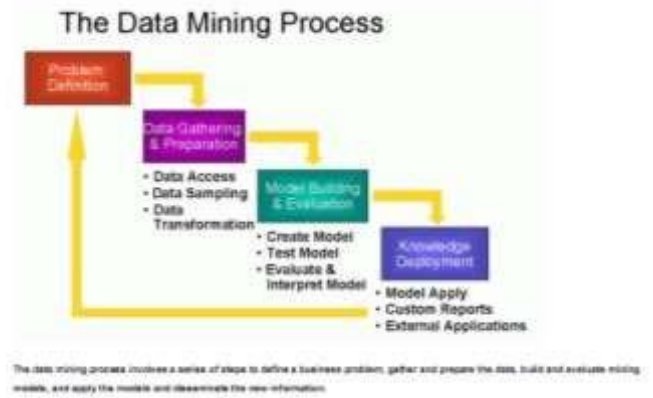 The Data Mining Process
Problem
Definition
Data Gathering
& Preparation
• Data Access
• Data Sampling
• Data
Transformation
Model Building
& Evaluation
• Create Model
• Test Model
• Evaluate &
Interpret Model
Knowledge
Deployment
• Model Apply
• Custom Reports
• External Applications
The data mining process involves a series of steps to define a business problem, gather and prepare the data, build and evaluate mining
models, and apply the models and disseminate the new information.